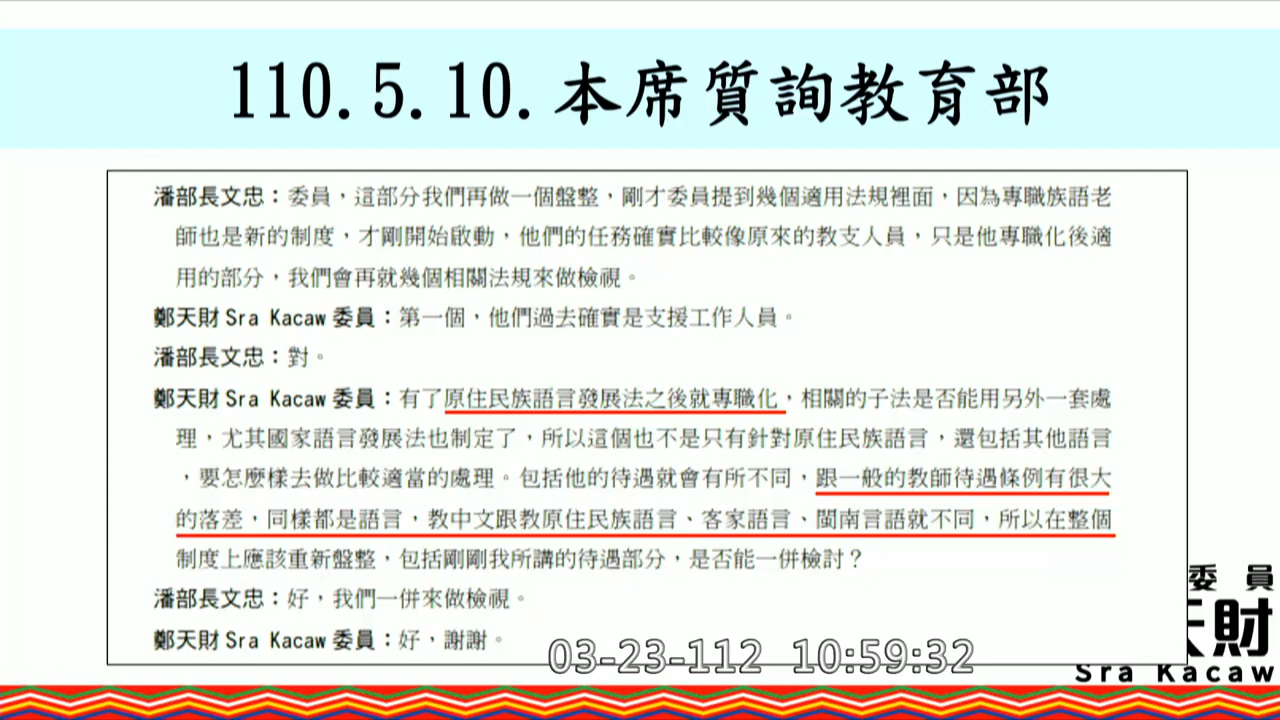 110.5.10.本席質詢教育部
潘部長文忠：委員，這部分我們再做一個盤整，剛才委員提到幾個適用法規裡面，因為專職族語老
師也是新的制度，才剛開始啟動，他們的任務確實比較像原來的教支人員，只是他專職化後適
用的部分，我們會再就幾個相關法規來做檢視。
鄭天財 Sra Kacaw 委員：第一個，他們過去確實是支援工作人員。
潘部長文忠：對。
鄭天財 Sra Kacaw 委員：有了原住民族語言發展法之後就專職化，相關的子法是否能用另外一套處
理，尤其國家語言發展法也制定了，所以這個也不是只有針對原住民族語言，還包括其他語言
，要怎麼樣去做比較適當的處理。包括他的待遇就會有所不同，跟一般的教師待遇條例有很大
的落差，同樣都是語言，教中文跟教原住民族語言、客家語言、閩南言語就不同，所以在整個
制度上應該重新盤整，包括剛剛我所講的待遇部分，是否能一併檢討？
潘部長文忠：好，我們一併來做檢視。
鄭天財 Sra Kacaw 委員：好，謝謝。
03-23-112 10:59:32
委員
天財
Sra Kacaw